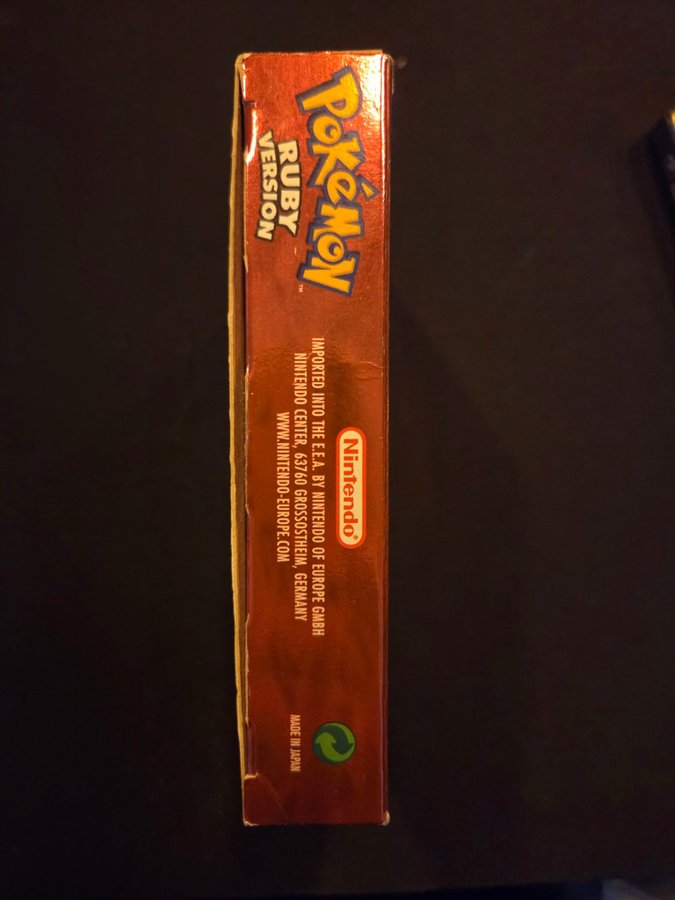 POKéMON™
RUBY
VERSION
Nintendo®
IMPORTED INTO THE E.E.A. BY NINTENDO OF EUROPE GMBH
NINTENDO CENTER, 63760 GROSSOSTHEIM, GERMANY
WWW.NINTENDO-EUROPE.COM
MADE IN JAPAN